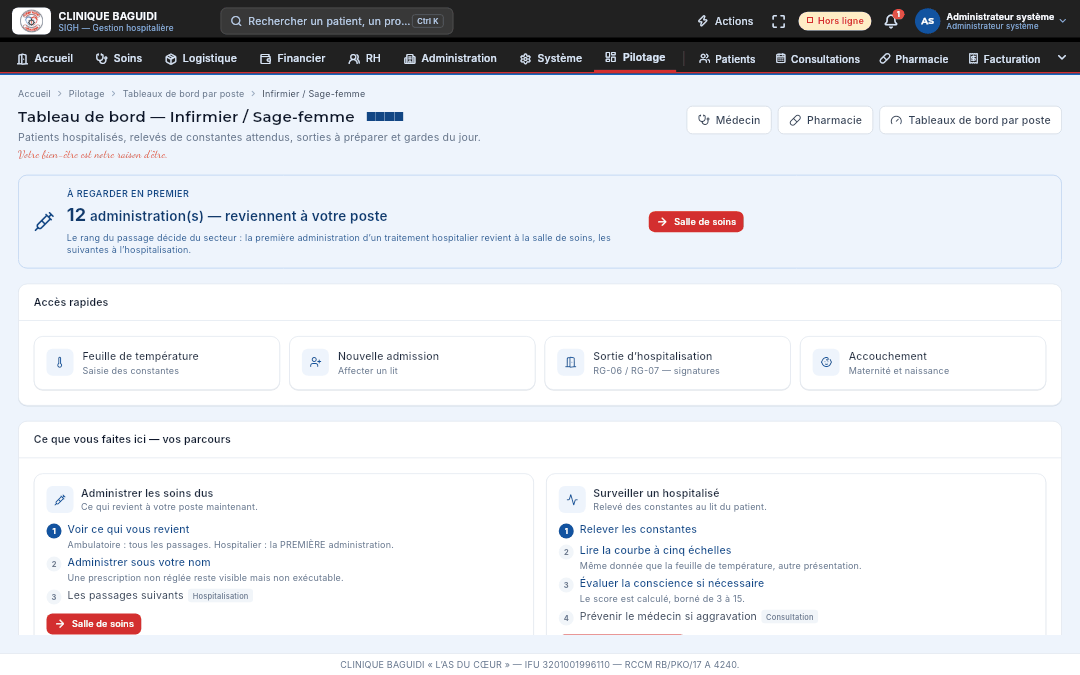 CLINIQUE BAGUIDI
SIGH — Gestion hospitalière
Rechercher un patient, un pro... Ctrl K
Actions
Hors ligne
1
AS
Administrateur système
Administrateur système
Accueil Soins Logistique Financier RH Administration Système Pilotage Patients Consultations Pharmacie Facturation
Accueil > Pilotage > Tableaux de bord par poste > Infirmier / Sage-femme
Tableau de bord — Infirmier / Sage-femme
Médecin Pharmacie Tableaux de bord par poste
Patients hospitalisés, relevés de constantes attendus, sorties à préparer et gardes du jour.
Votre bien-être est notre raison d'être.
À REGARDER EN PREMIER
12 administration(s) — reviennent à votre poste
Le rang du passage décide du secteur : la première administration d'un traitement hospitalier revient à la salle de soins, les
suivantes à l'hospitalisation.
Salle de soins
Accès rapides
Feuille de température
Saisie des constantes
Nouvelle admission
Affecter un lit
Sortie d'hospitalisation
RG-06 / RG-07 — signatures
Accouchement
Maternité et naissance
Ce que vous faites ici — vos parcours
Administrer les soins dus
Ce qui revient à votre poste maintenant.
1 Voir ce qui vous revient
Ambulatoire : tous les passages. Hospitalier : la PREMIÈRE administration.
2 Administrer sous votre nom
Une prescription non réglée reste visible mais non exécutable.
3 Les passages suivants Hospitalisation
Salle de soins
Surveiller un hospitalisé
Relevé des constantes au lit du patient.
1 Relever les constantes
2 Lire la courbe à cinq échelles
Même donnée que la feuille de température, autre présentation.
3 Évaluer la conscience si nécessaire
Le score est calculé, borné de 3 à 15.
4 Prévenir le médecin si aggravation Consultation
CLINIQUE BAGUIDI « L'AS DU CŒUR » — IFU 3201001996110 — RCCM RB/PKO/17 A 4240.